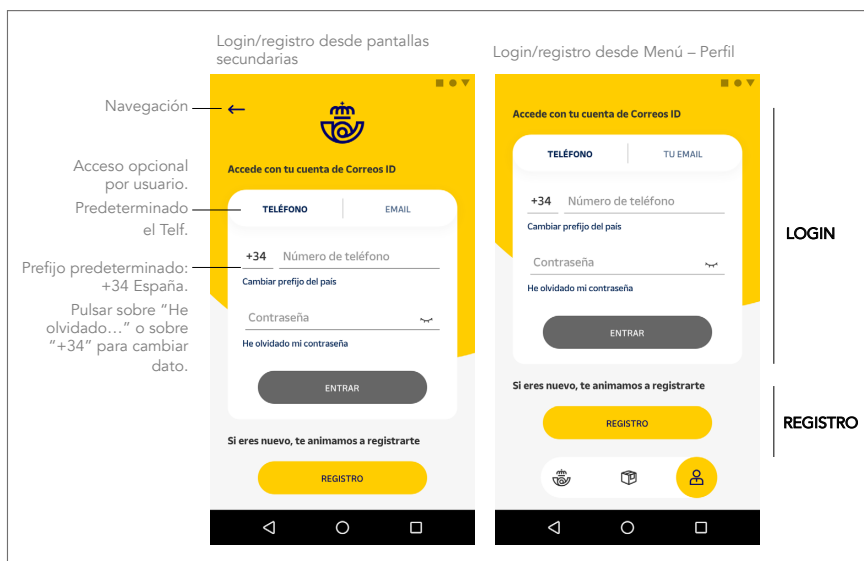 Login/registro desde pantallas
secundarias
Navegación
Acceso opcional
por usuario.
Predeterminado
el Telf.
Prefijo predeterminado:
+34 España.
Pulsar sobre “He
olvidado...” o sobre
“+34” para cambiar
dato.
Accede con tu cuenta de Correos ID
TELÉFONO
EMAIL
+34
Número de teléfono
Cambiar prefijo del país
Contraseña
He olvidado mi contraseña
ENTRAR
Si eres nuevo, te animamos a registrarte
REGISTRO
Login/registro desde Menú – Perfil
Accede con tu cuenta de Correos ID
TELÉFONO
TU EMAIL
+34
Número de teléfono
Cambiar prefijo del país
Contraseña
He olvidado mi contraseña
ENTRAR
Si eres nuevo, te animamos a registrarte
REGISTRO
LOGIN
REGISTRO